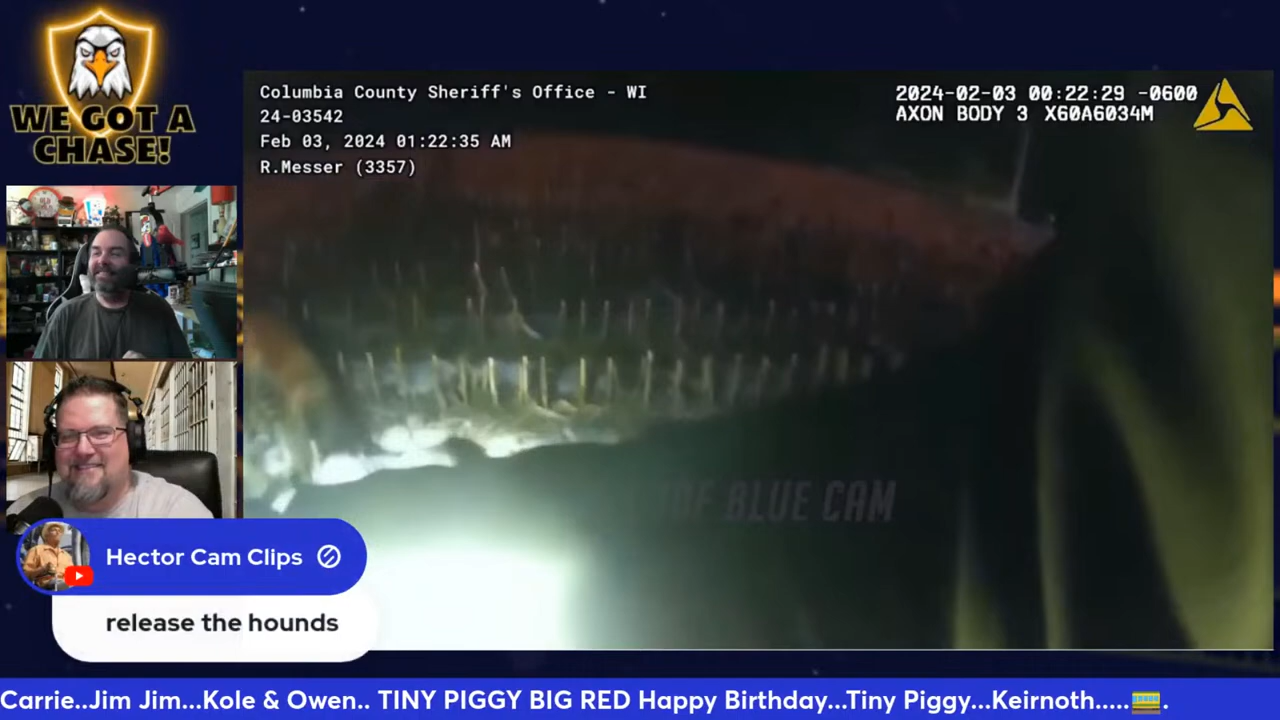 WE GOT A
CHASE!
Columbia County Sheriff's Office - WI
24-03542
Feb 03, 2024 01:22:35 AM
R.Messer (3357)
2024-02-03 00:22:29 -0600
AXON BODY 3 X60A6034M
BLUE CAM
Hector Cam Clips
release the hounds
Carrie..Jim Jim...Kole & Owen.. TINY PIGGY BIG RED Happy Birthday...Tiny Piggy...Keirnoth.....🚃.